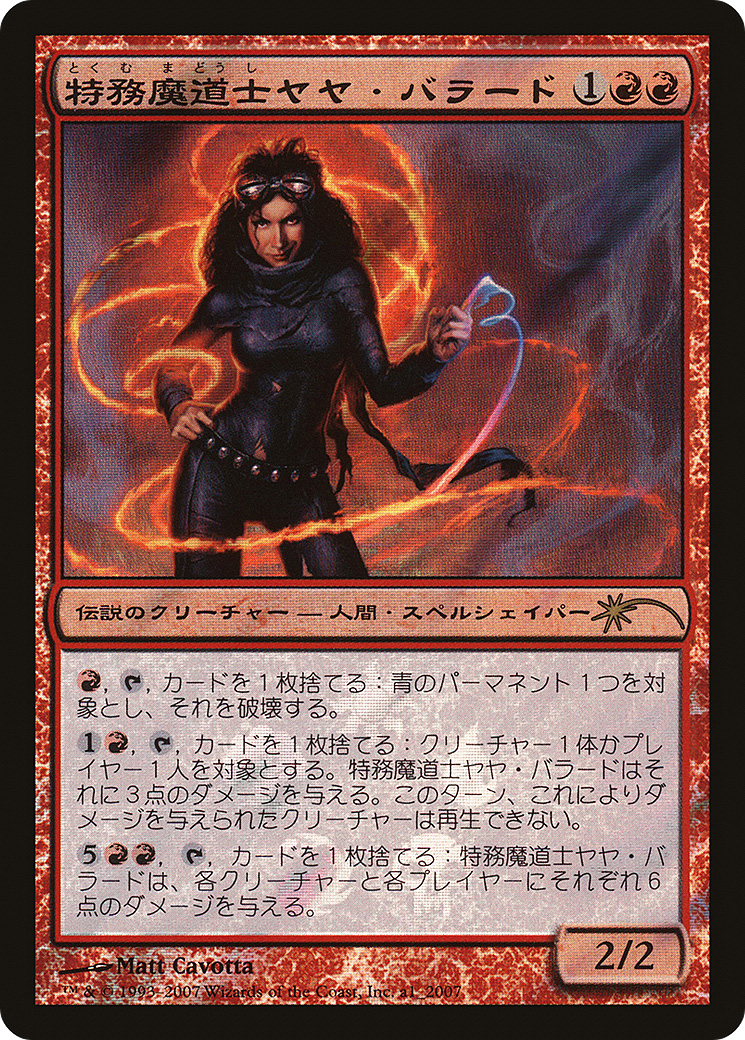 とくむまどうし
特務魔道士ヤヤ・バラード 1
伝説のクリーチャー — 人間・スペルシェイパー
, , カードを1枚捨てる：青のパーマネント1つを対
象とし、それを破壊する。
1 , , カードを1枚捨てる：クリーチャー1体かプレ
イヤー1人を対象とする。特務魔道士ヤヤ・バラードはそ
れに3点のダメージを与える。このターン、これによりダ
メージを与えられたクリーチャーは再生できない。
5 , , カードを1枚捨てる：特務魔道士ヤヤ・バ
ラードは、各クリーチャーと各プレイヤーにそれぞれ6
点のダメージを与える。
2/2
Matt Cavotta
™ & © 1993-2007 Wizards of the Coast, Inc. a1_2007